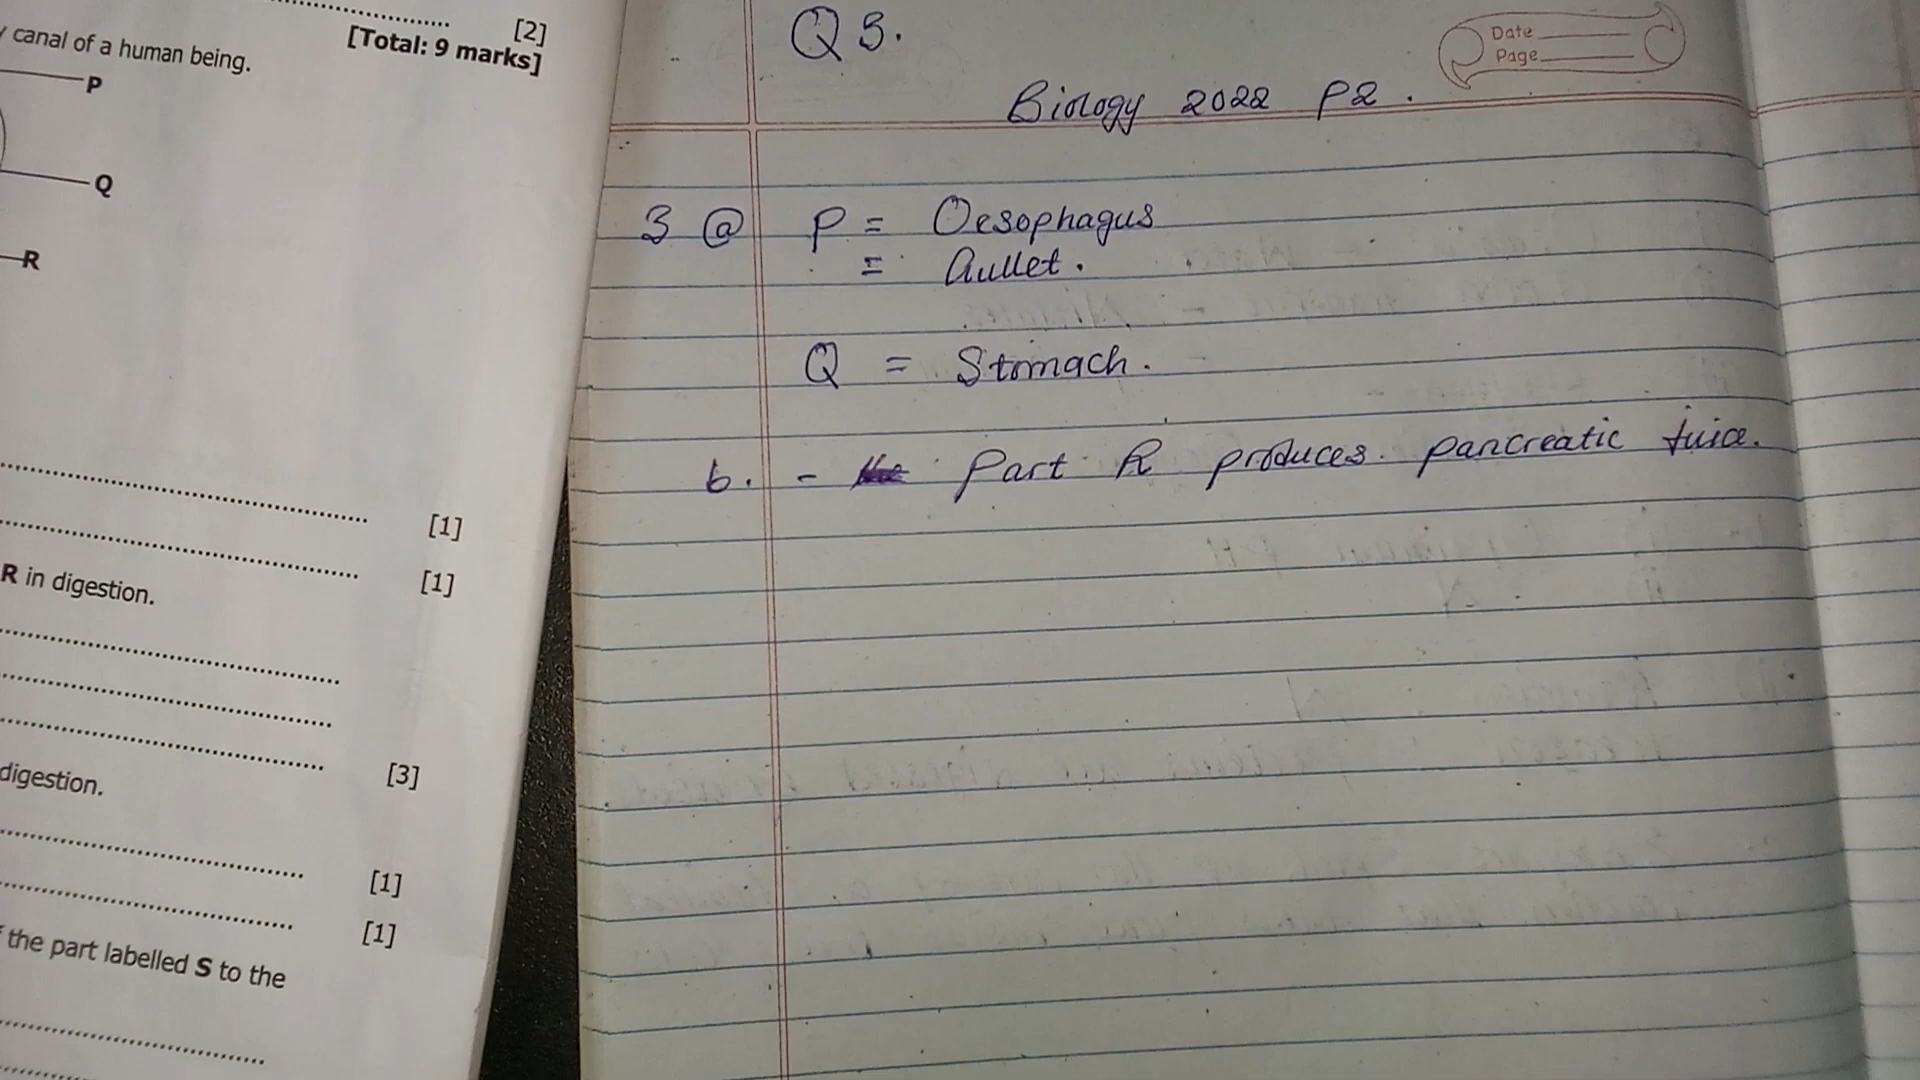 [2]
[Total: 9 marks]
canal of a human being.
P
Q
R
[1]
[1]
R in digestion.
[3]
digestion.
[1]
[1]
the part labelled S to the
Q 3.
Date
Page
Biology 2022 P2.
3 @ P = Oesophagus
= Gullet.
Q = Stomach.
b. - Part R produces pancreatic juice.